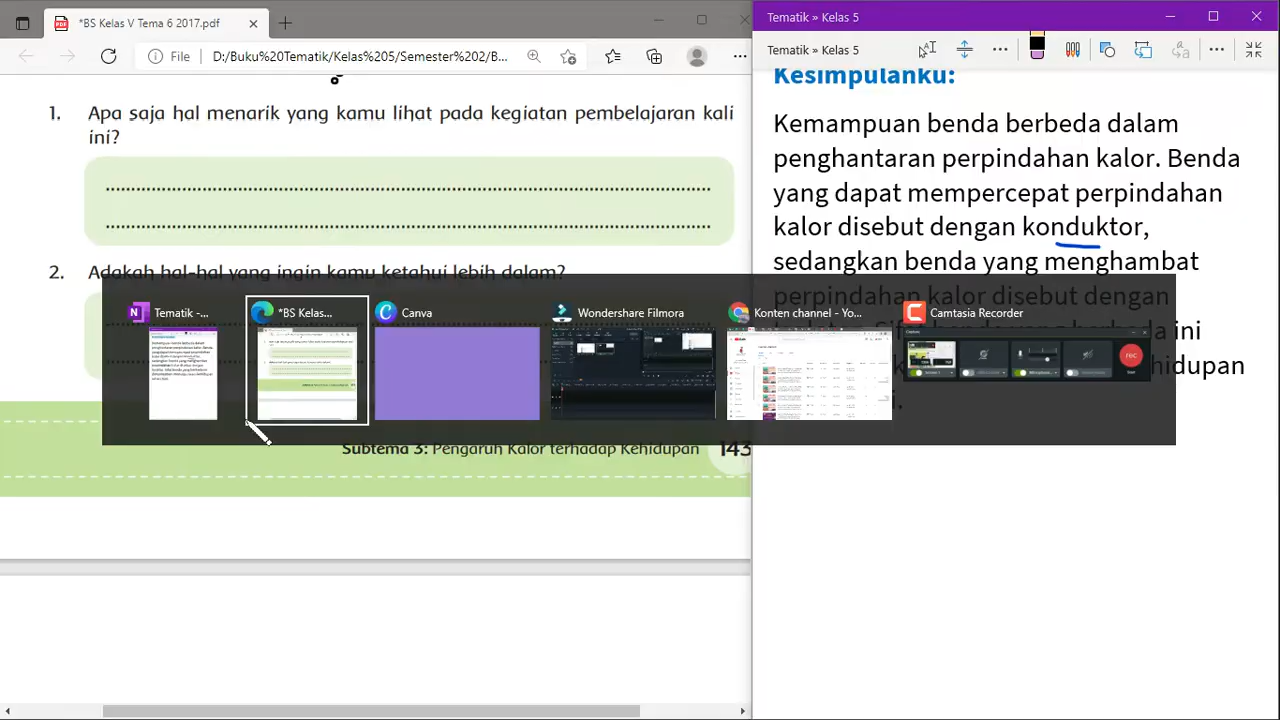 *BS Kelas V Tema 6 2017.pdf
File
D:/Buku%20Tematik/Kelas%205/Semester%202/B...
1. Apa saja hal menarik yang kamu lihat pada kegiatan pembelajaran kali
ini?
2. Adakah hal-hal yang ingin kamu ketahui lebih dalam?
Subtema 3: Pengaruh Kalor terhadap Kehidupan 143
Tematik » Kelas 5
Tematik » Kelas 5
Kesimpulanku:
Kemampuan benda berbeda dalam
penghantaran perpindahan kalor. Benda
yang dapat mempercepat perpindahan
kalor disebut dengan konduktor,
sedangkan benda yang menghambat
perpindahan kalor disebut dengan
ini
hidupan
Tematik -...
*BS Kelas...
Canva
Wondershare Filmora
Konten channel - Yo...
Camtasia Recorder
rec